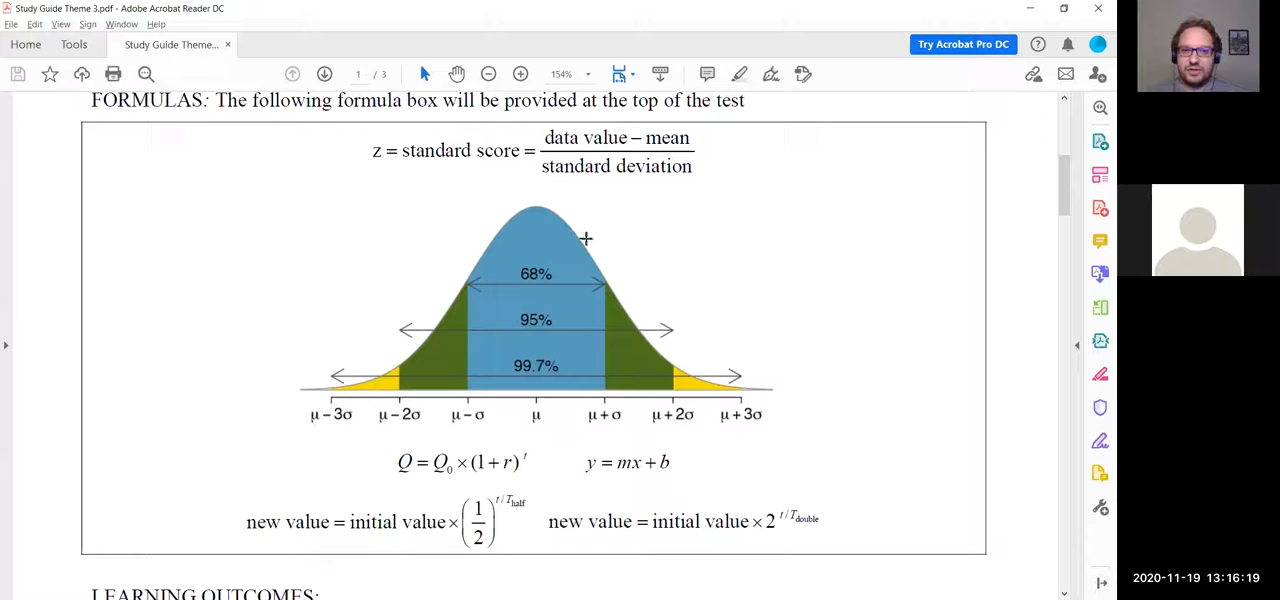 Study Guide Theme 3.pdf - Adobe Acrobat Reader DC
File Edit View Sign Window Help
Home Tools Study Guide Theme... × Try Acrobat Pro DC
1 / 3 154%
FORMULAS: The following formula box will be provided at the top of the test
z = standard score = data value − mean
standard deviation
68%
95%
99.7%
μ − 3σ μ − 2σ μ − σ μ μ + σ μ + 2σ μ + 3σ
Q = Q₀ × (1 + r)ᵗ y = mx + b
new value = initial value × (1/2)^(t/T_half) new value = initial value × 2^(t/T_double)
LEARNING OUTCOMES:
2020-11-19 13:16:19